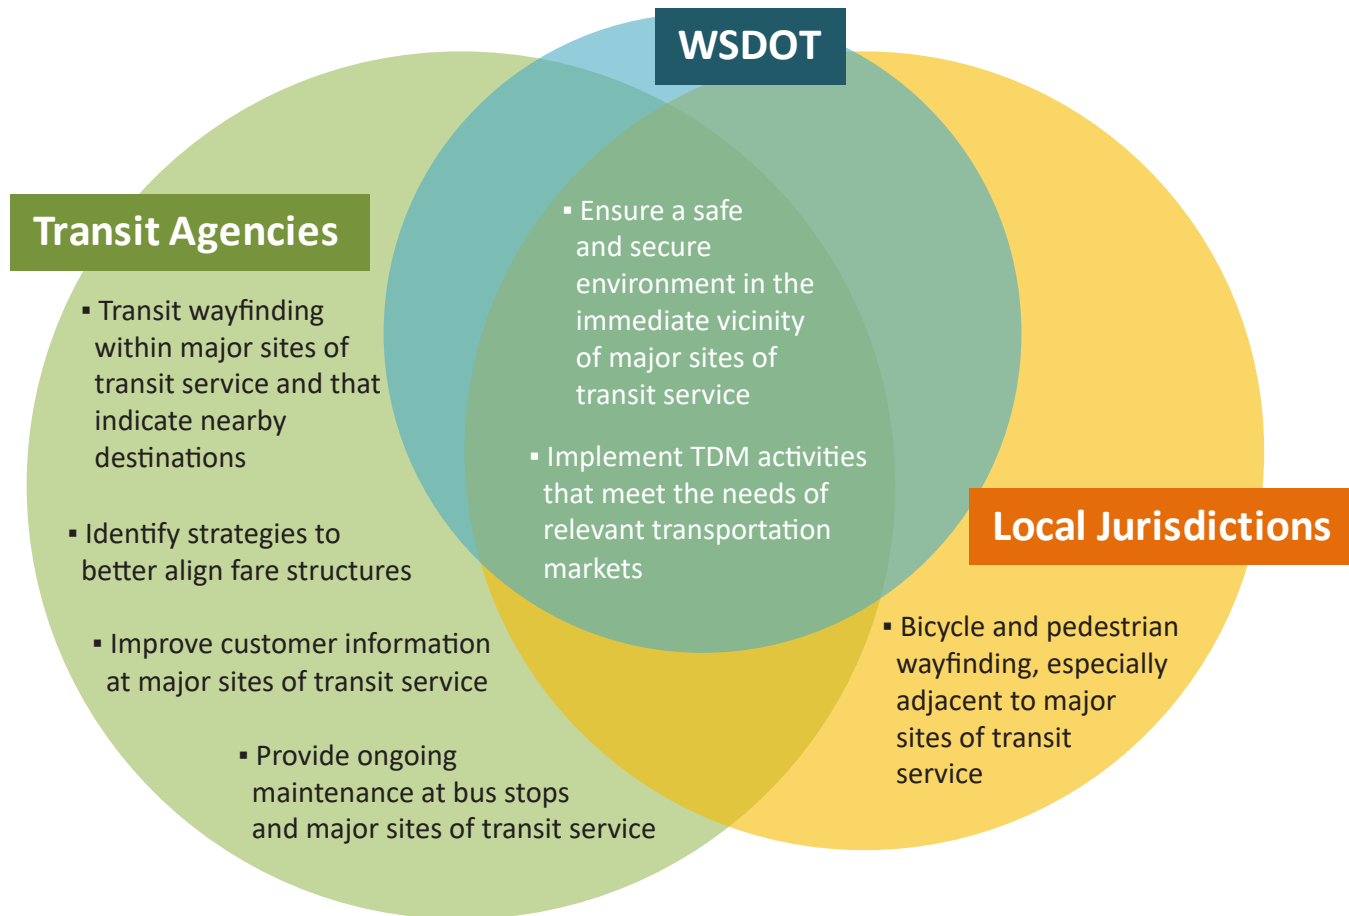 WSDOT
Transit Agencies
▪ Transit wayfinding
within major sites of
transit service and that
indicate nearby
destinations
▪ Identify strategies to
better align fare structures
▪ Improve customer information
at major sites of transit service
▪ Provide ongoing
maintenance at bus stops
and major sites of transit service
▪ Ensure a safe
and secure
environment in the
immediate vicinity
of major sites of
transit service
▪ Implement TDM activities
that meet the needs of
relevant transportation
markets
Local Jurisdictions
▪ Bicycle and pedestrian
wayfinding, especially
adjacent to major
sites of transit
service